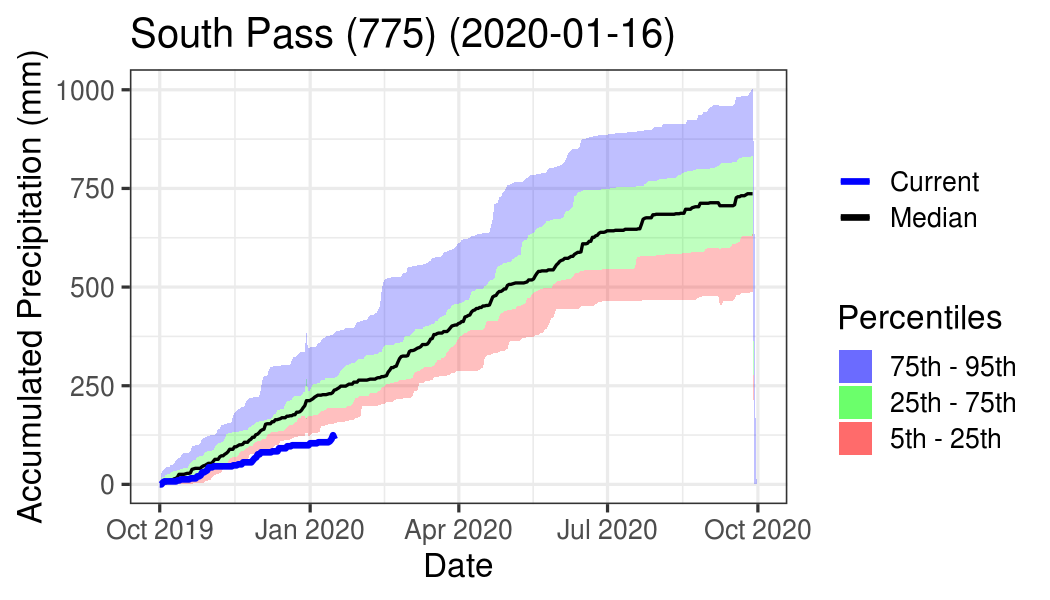 South Pass (775) (2020-01-16)
Accumulated Precipitation (mm)
1000
750
500
250
0
Oct 2019
Jan 2020
Apr 2020
Jul 2020
Oct 2020
Date
Current
Median
Percentiles
75th - 95th
25th - 75th
5th - 25th